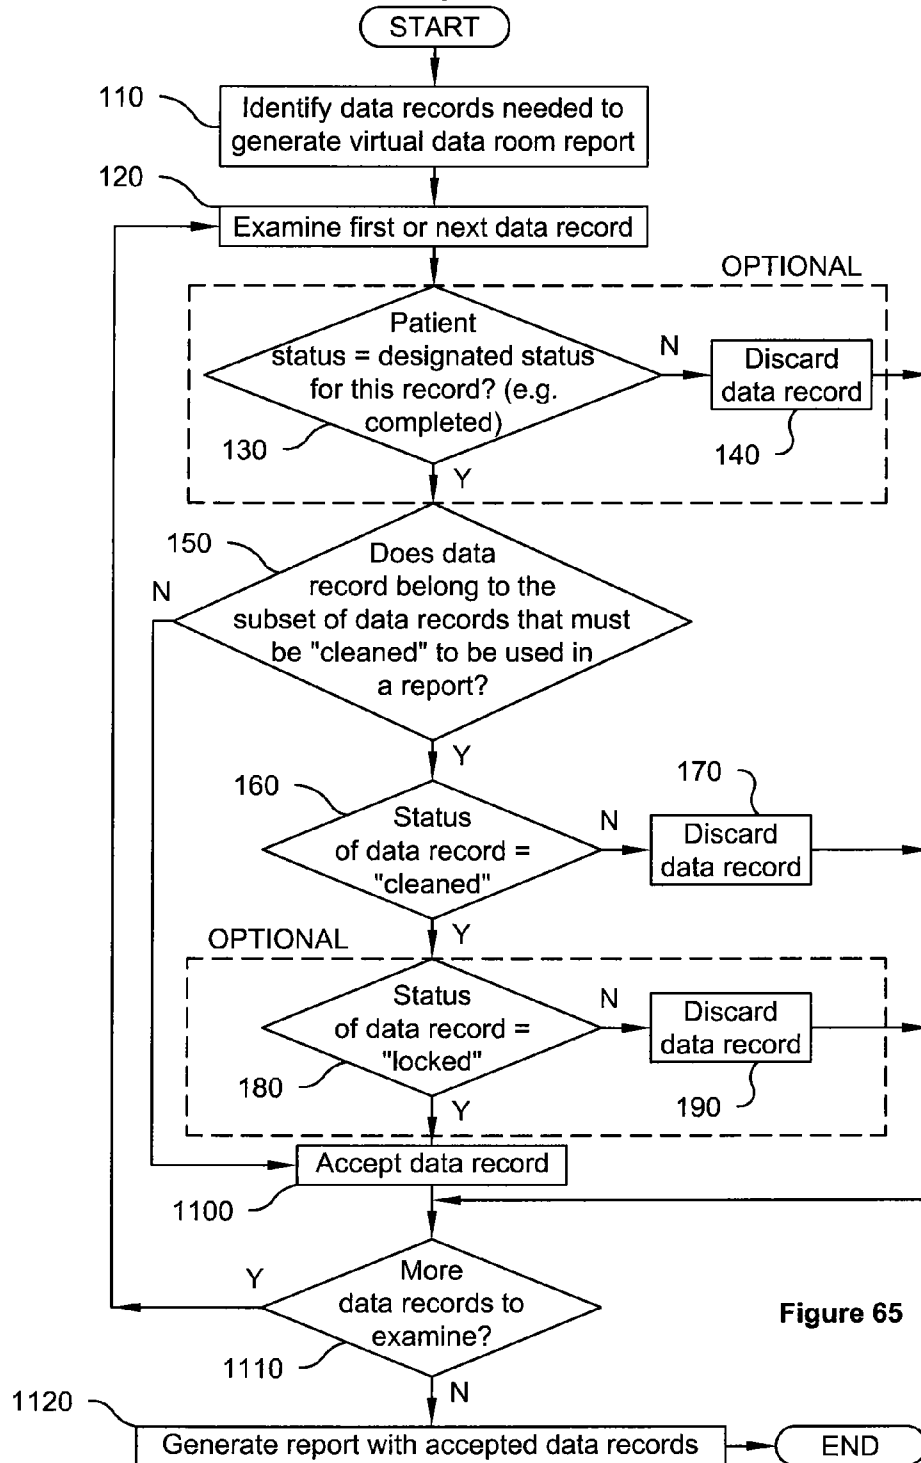 START
110
Identify data records needed to
generate virtual data room report
120
Examine first or next data record
OPTIONAL
Patient
status = designated status
for this record? (e.g.
completed)
N
Discard
data record
130
140
Y
150
Does data
record belong to the
subset of data records that must
be "cleaned" to be used in
a report?
N
Y
160
Status
of data record =
"cleaned"
N
170
Discard
data record
Y
OPTIONAL
Status
of data record =
"locked"
N
Discard
data record
180
190
Y
Accept data record
1100
Y
More
data records to
examine?
Figure 65
1110
N
1120
Generate report with accepted data records
END